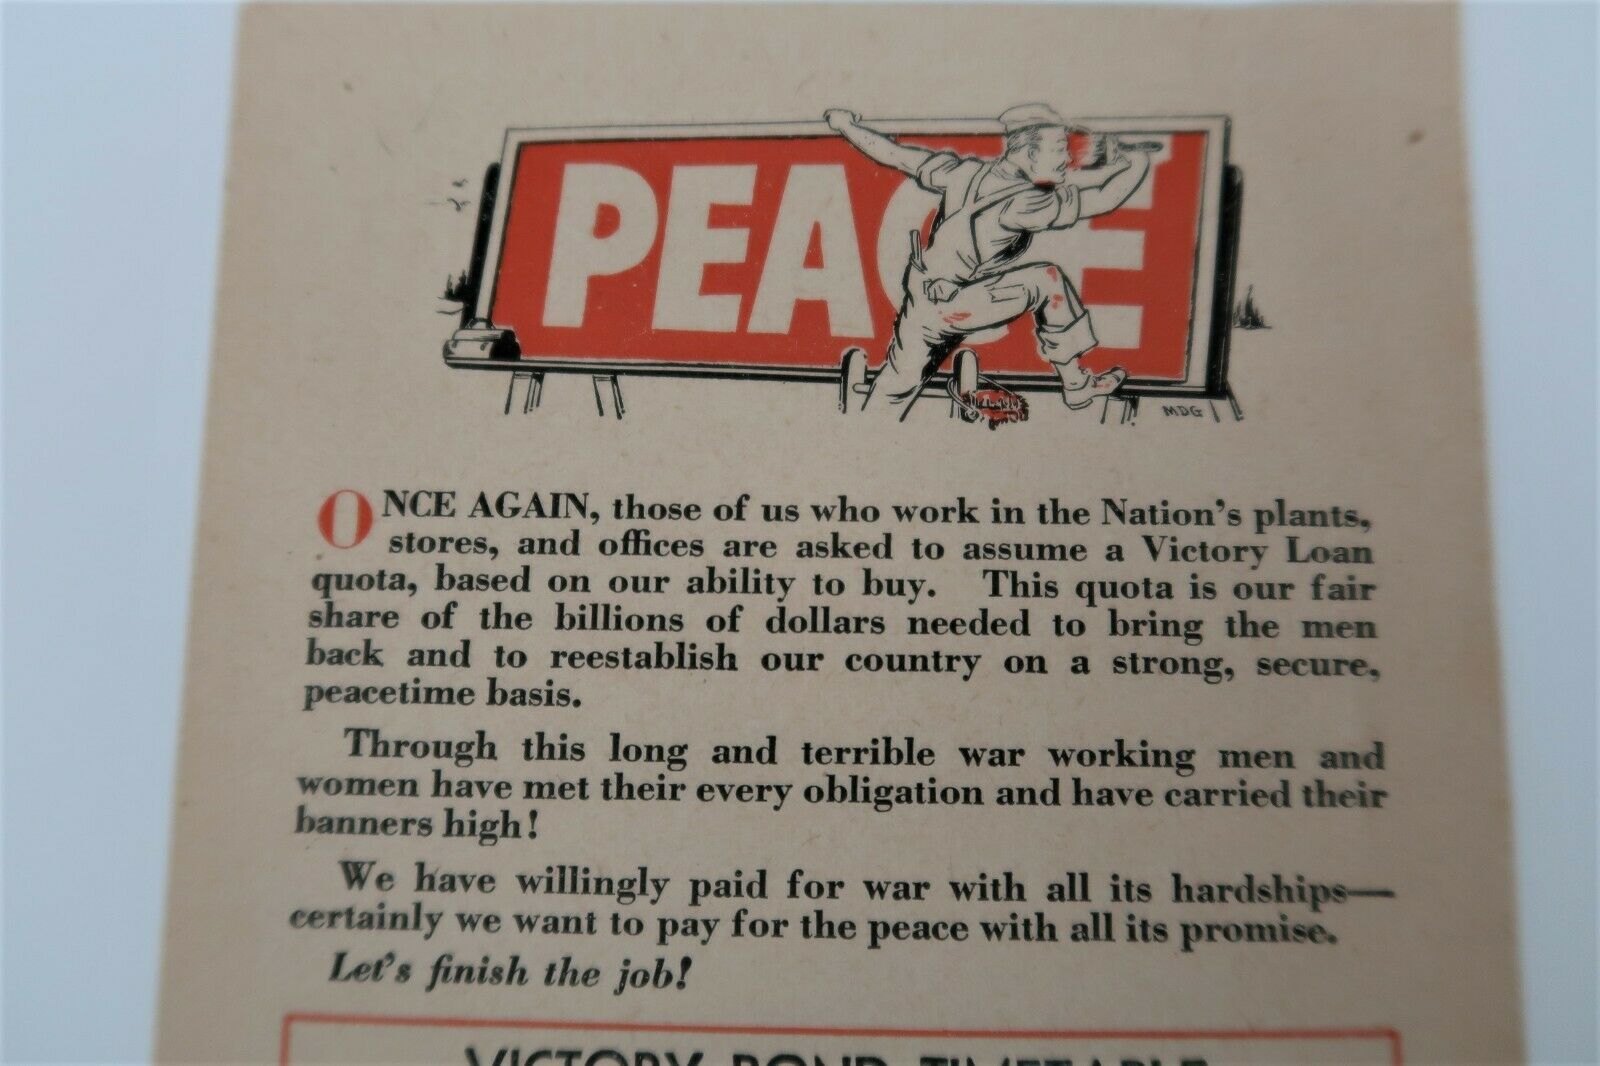 PEACE
MDG
ONCE AGAIN, those of us who work in the Nation's plants,
stores, and offices are asked to assume a Victory Loan
quota, based on our ability to buy. This quota is our fair
share of the billions of dollars needed to bring the men
back and to reestablish our country on a strong, secure,
peacetime basis.
Through this long and terrible war working men and
women have met their every obligation and have carried their
banners high!
We have willingly paid for war with all its hardships—
certainly we want to pay for the peace with all its promise.
Let's finish the job!
VICTORY BOND TIMETABLE